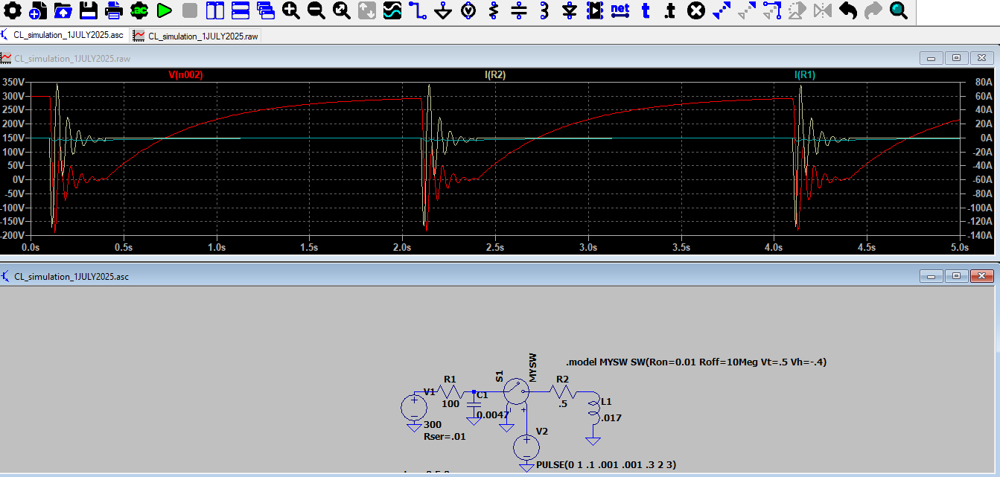 .ac
net
t
.t
CL_simulation_1JULY2025.asc
CL_simulation_1JULY2025.raw
CL_simulation_1JULY2025.raw
V(n002) I(R2) I(R1)
350V 80A
300V 60A
250V 40A
200V 20A
150V 0A
100V -20A
50V -40A
0V -60A
-50V -80A
-100V -100A
-150V -120A
-200V -140A
0.0s 0.5s 1.0s 1.5s 2.0s 2.5s 3.0s 3.5s 4.0s 4.5s 5.0s
CL_simulation_1JULY2025.asc
.model MYSW SW(Ron=0.01 Roff=10Meg Vt=.5 Vh=-.4)
MYSW
S1
R1
R2
V1
C1
100
.5
L1
0.0047
.017
300
Rser=.01
V2
PULSE(0 1 .1 .001 .001 .3 2 3)